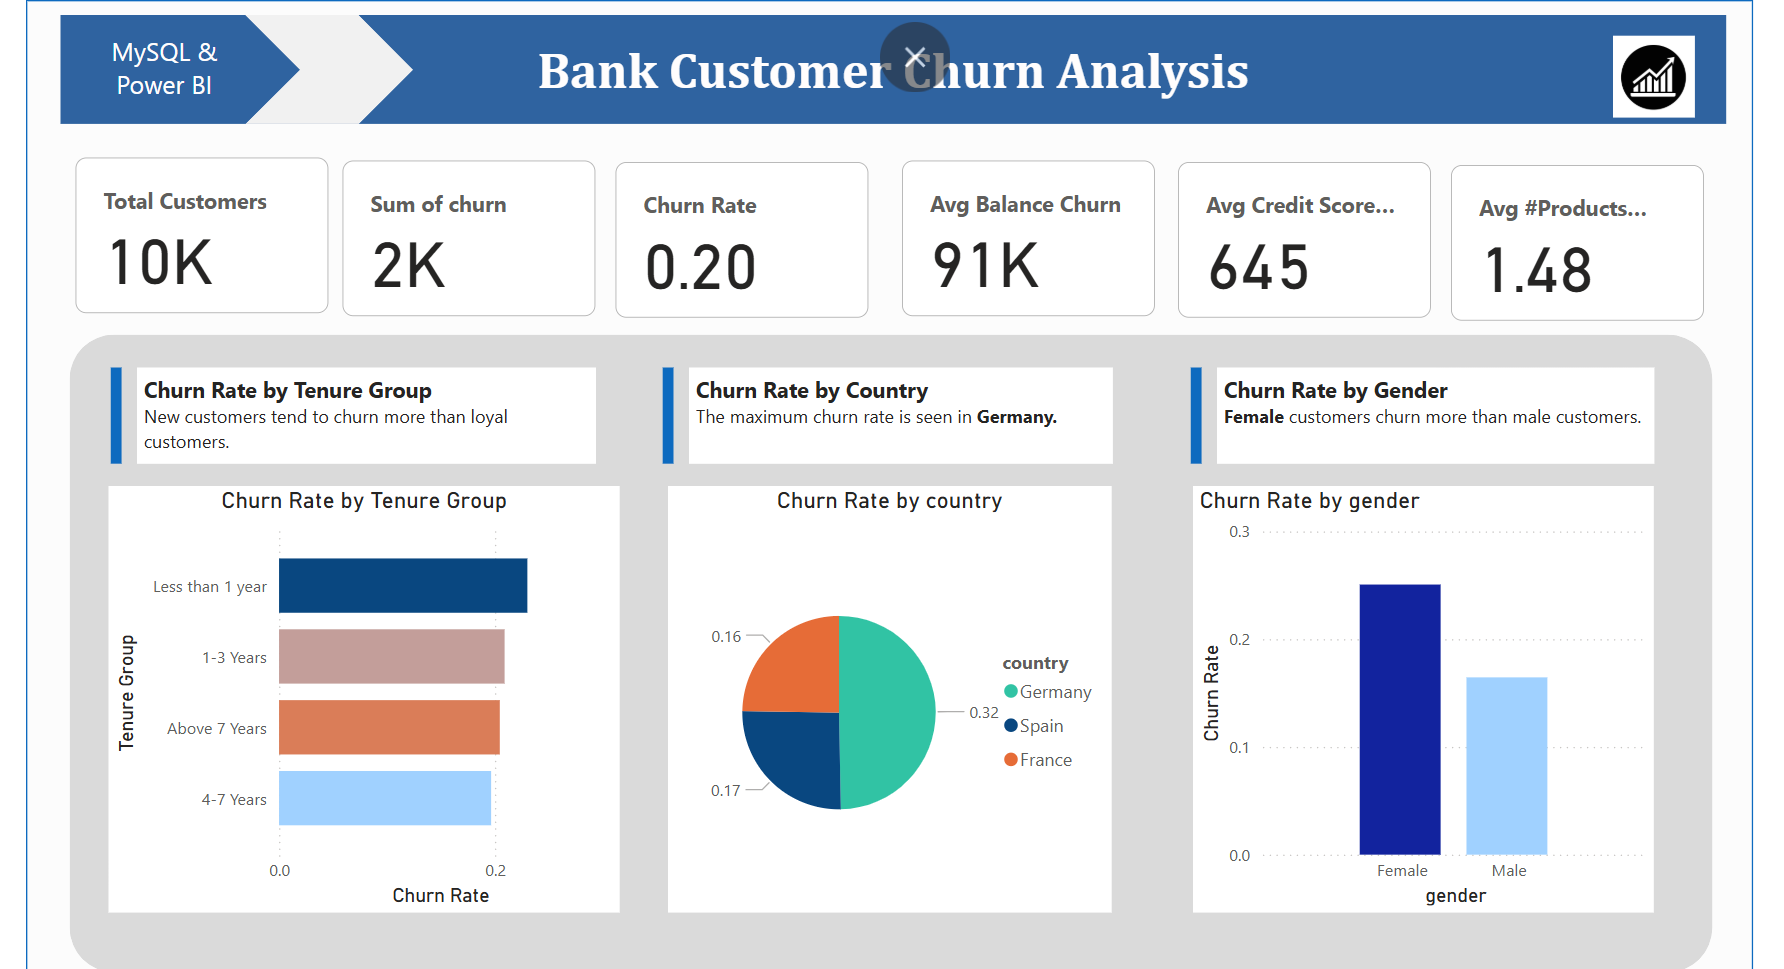 MySQL &
Power BI
Bank Customer Churn Analysis
Total Customers
10K
Sum of churn
2K
Churn Rate
0.20
Avg Balance Churn
91K
Avg Credit Score...
645
Avg #Products...
1.48
Churn Rate by Tenure Group
New customers tend to churn more than loyal
customers.
Churn Rate by Country
The maximum churn rate is seen in Germany.
Churn Rate by Gender
Female customers churn more than male customers.
Churn Rate by Tenure Group
Tenure Group
Less than 1 year
1-3 Years
Above 7 Years
4-7 Years
0.0
0.2
Churn Rate
Churn Rate by country
0.16
0.32
0.17
country
Germany
Spain
France
Churn Rate by gender
Churn Rate
0.3
0.2
0.1
0.0
Female
Male
gender